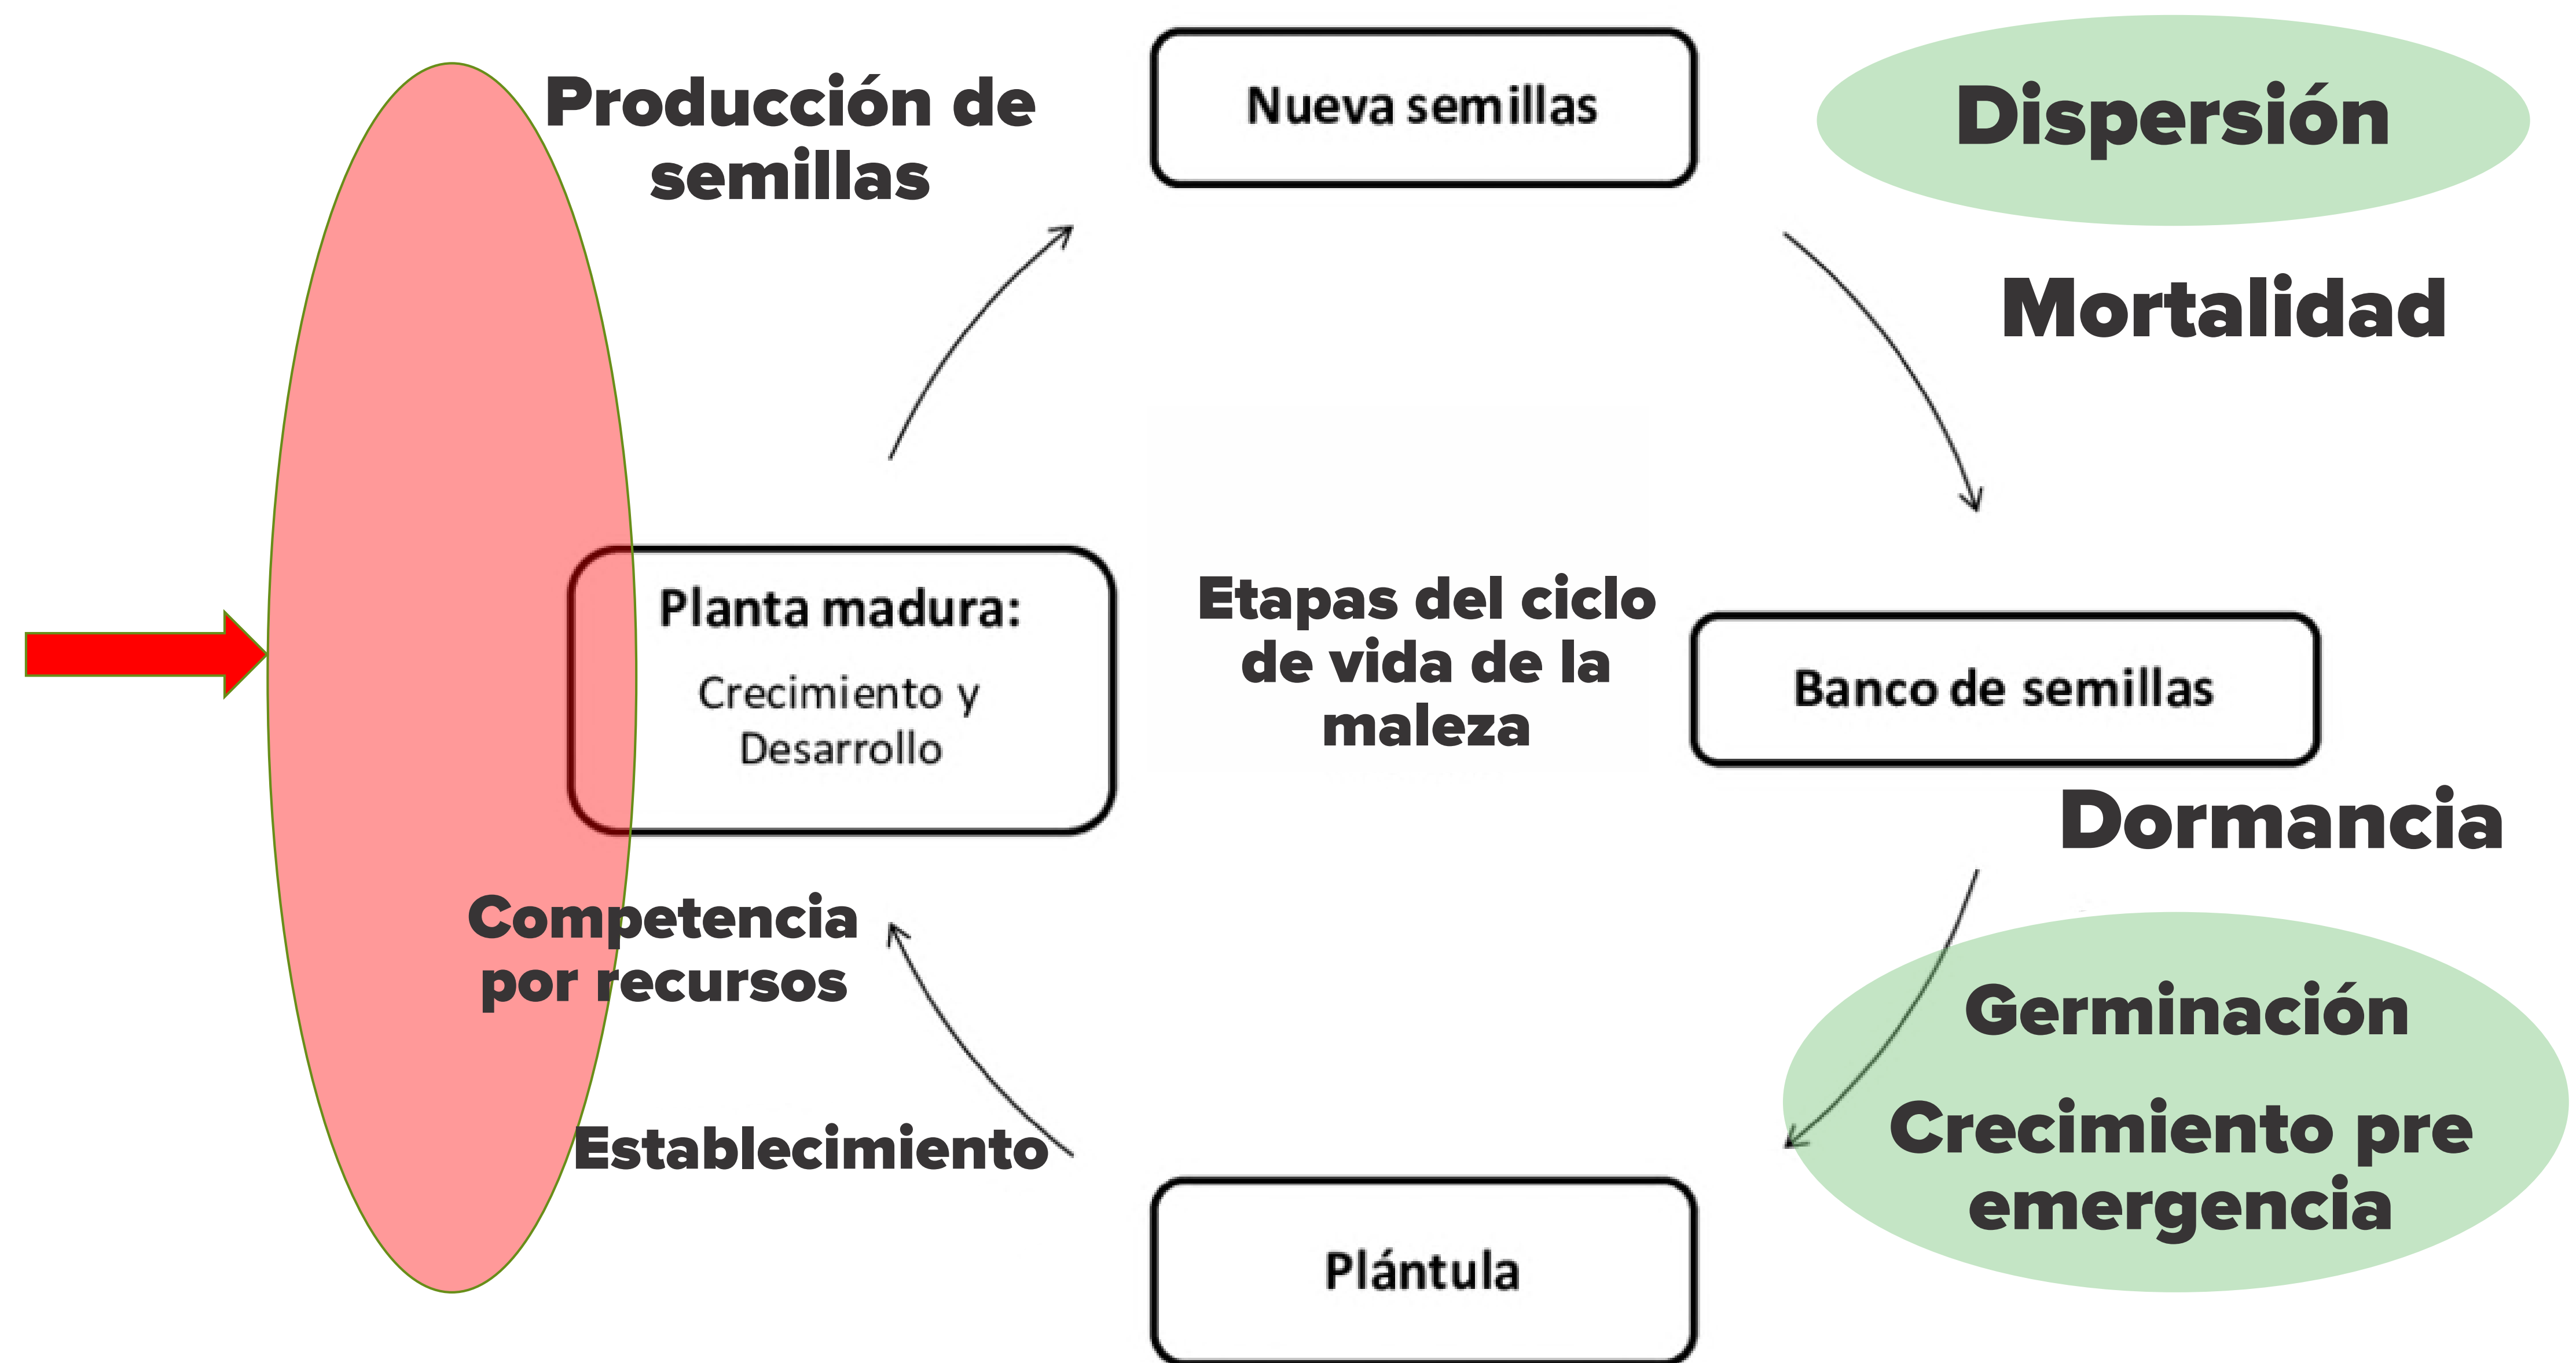 Producción de
semillas
Nueva semillas
Dispersión
Mortalidad
Planta madura:
Crecimiento y
Desarrollo
Etapas del ciclo
de vida de la
maleza
Banco de semillas
Dormancia
Competencia
por recursos
Germinación
Crecimiento pre
emergencia
Establecimiento
Plántula